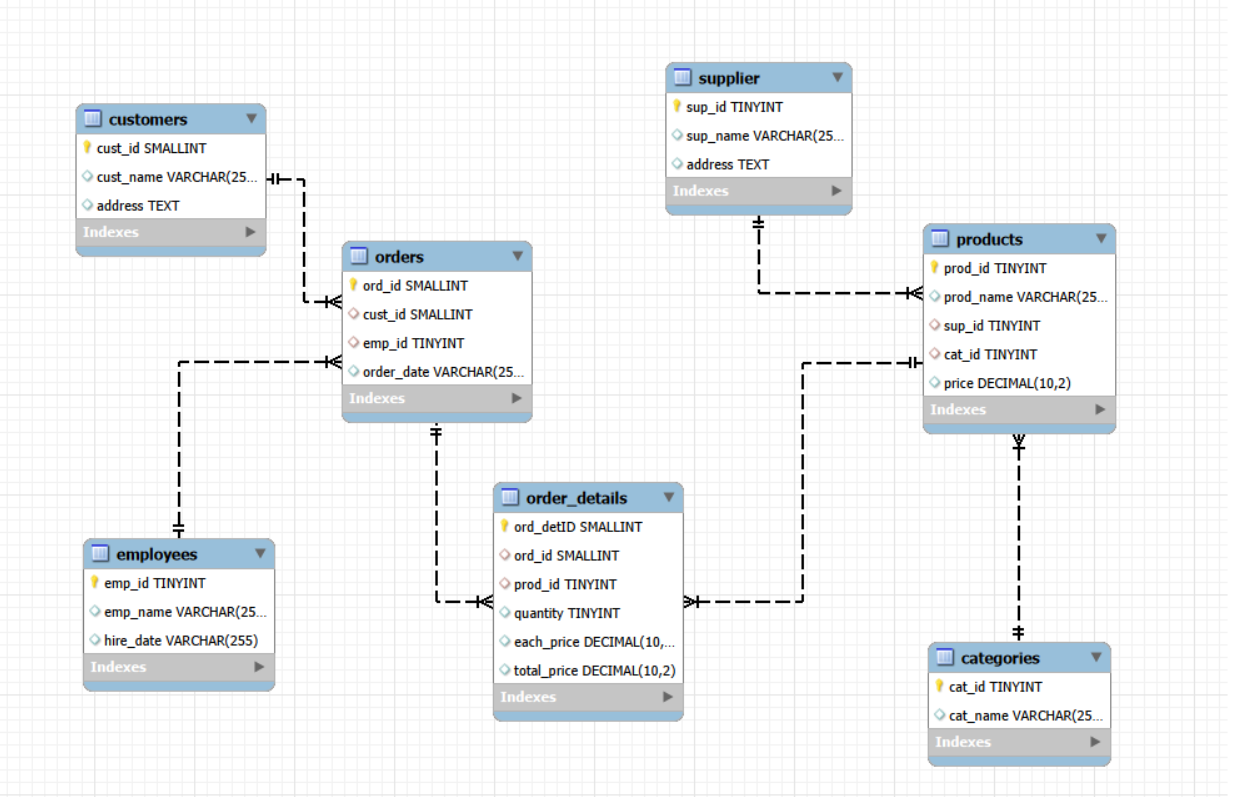 customers
cust_id SMALLINT
cust_name VARCHAR(25...
address TEXT
Indexes
supplier
sup_id TINYINT
sup_name VARCHAR(25...
address TEXT
Indexes
orders
ord_id SMALLINT
cust_id SMALLINT
emp_id TINYINT
order_date VARCHAR(25...
Indexes
products
prod_id TINYINT
prod_name VARCHAR(25...
sup_id TINYINT
cat_id TINYINT
price DECIMAL(10,2)
Indexes
employees
emp_id TINYINT
emp_name VARCHAR(25...
hire_date VARCHAR(255)
Indexes
order_details
ord_detID SMALLINT
ord_id SMALLINT
prod_id TINYINT
quantity TINYINT
each_price DECIMAL(10,...
total_price DECIMAL(10,2)
Indexes
categories
cat_id TINYINT
cat_name VARCHAR(25...
Indexes